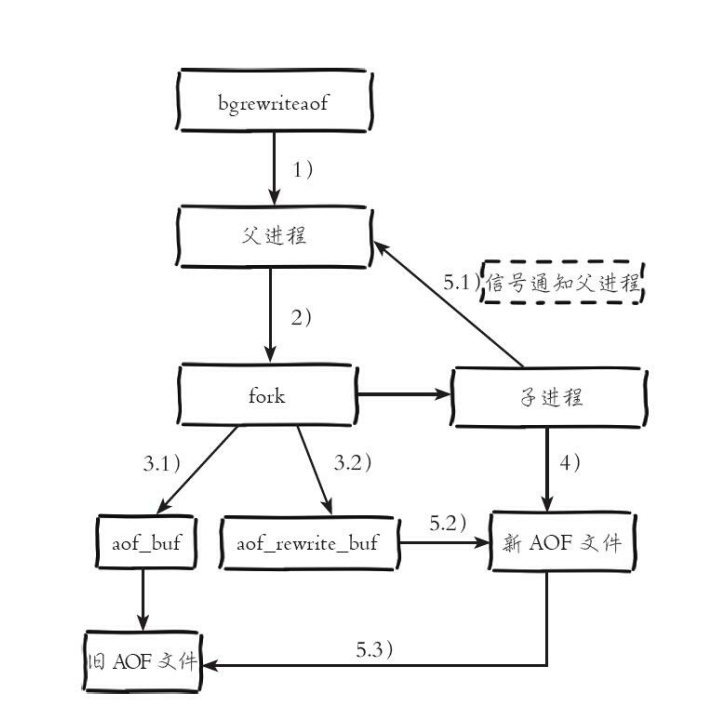 bgrewriteaof
1)
父进程
5.1)信号通知父进程
2)
fork
子进程
3.1)
3.2)
4)
aof_buf
aof_rewrite_buf
5.2)
新 AOF 文件
旧 AOF 文件
5.3)